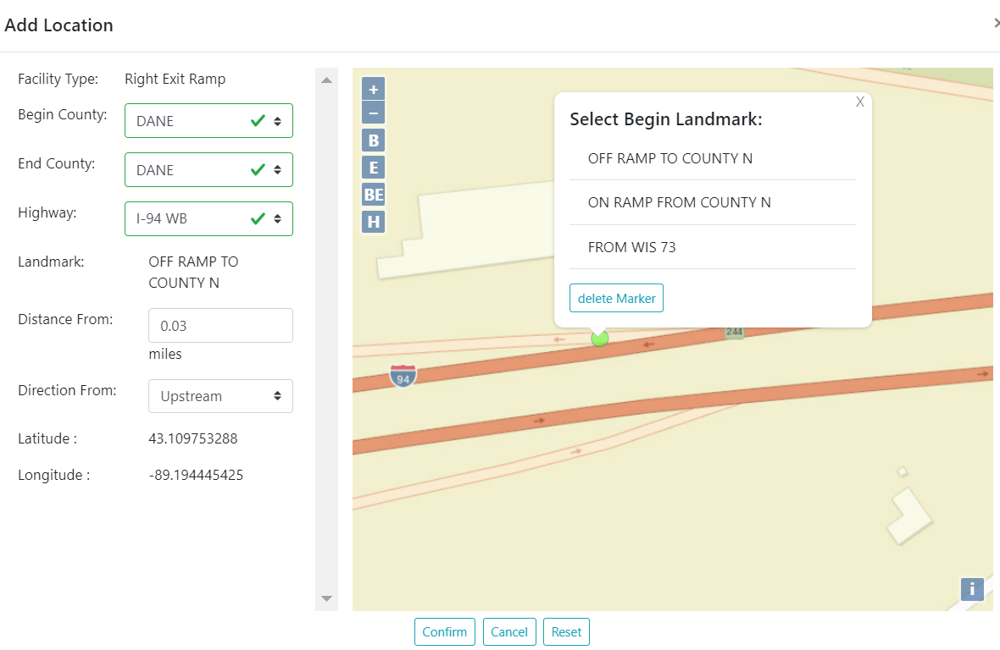 Add Location
×
Facility Type: Right Exit Ramp
Begin County: DANE
End County: DANE
Highway: I-94 WB
Landmark: OFF RAMP TO
COUNTY N
Distance From: 0.03
miles
Direction From: Upstream
Latitude : 43.109753288
Longitude : -89.194445425
+
−
B
E
BE
H
X
Select Begin Landmark:
OFF RAMP TO COUNTY N
ON RAMP FROM COUNTY N
FROM WIS 73
delete Marker
244
94
i
Confirm Cancel Reset